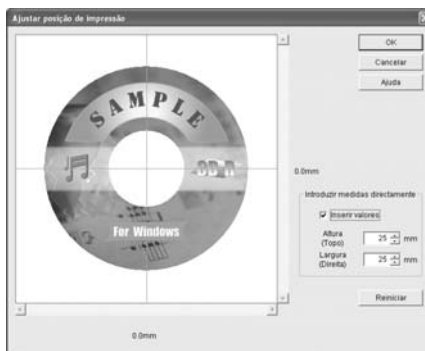 Ajustar posição de impressão
OK
Cancelar
Ajuda
SAMPLE
CD-R
For Windows
0.0mm
Introduzir medidas directamente
Inserir valores
Altura
(Topo)
25 mm
Largura
(Direita)
25 mm
Reiniciar
0.0mm